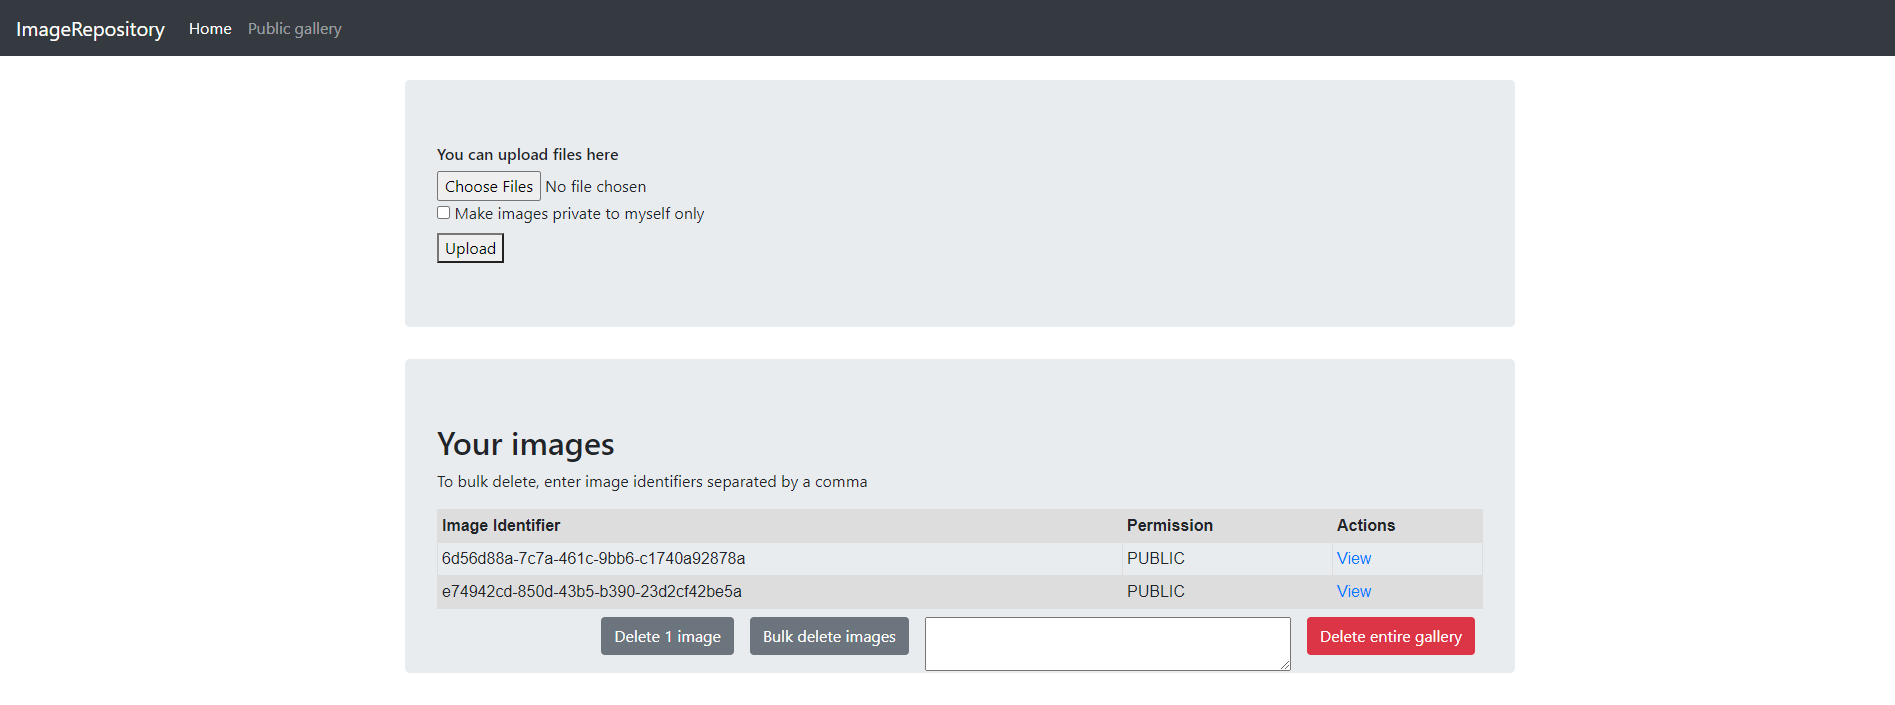 ImageRepository Home Public gallery
You can upload files here
Choose Files No file chosen
Make images private to myself only
Upload
Your images
To bulk delete, enter image identifiers separated by a comma
Image Identifier Permission Actions
6d56d88a-7c7a-461c-9bb6-c1740a92878a PUBLIC View
e74942cd-850d-43b5-b390-23d2cf42be5a PUBLIC View
Delete 1 image Bulk delete images Delete entire gallery